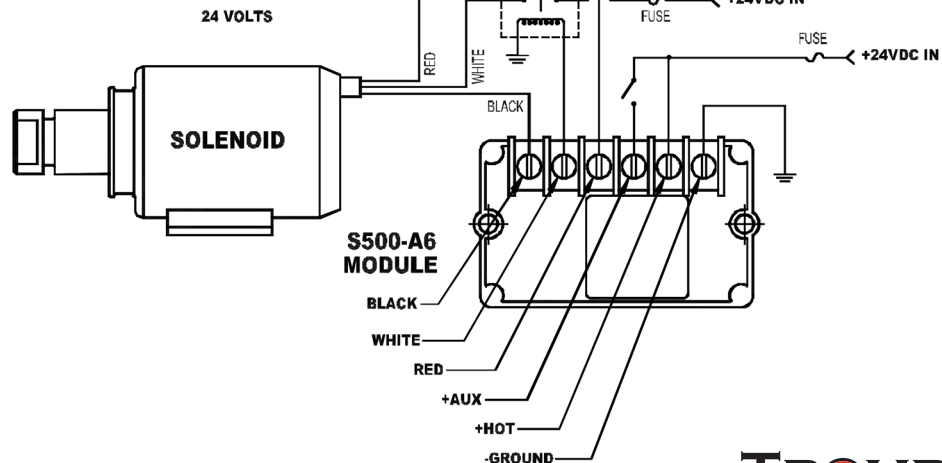 24 VOLTS
+24VDC IN
FUSE
FUSE
+24VDC IN
RED
WHITE
BLACK
SOLENOID
S500-A6
MODULE
BLACK
WHITE
RED
+AUX
+HOT
-GROUND